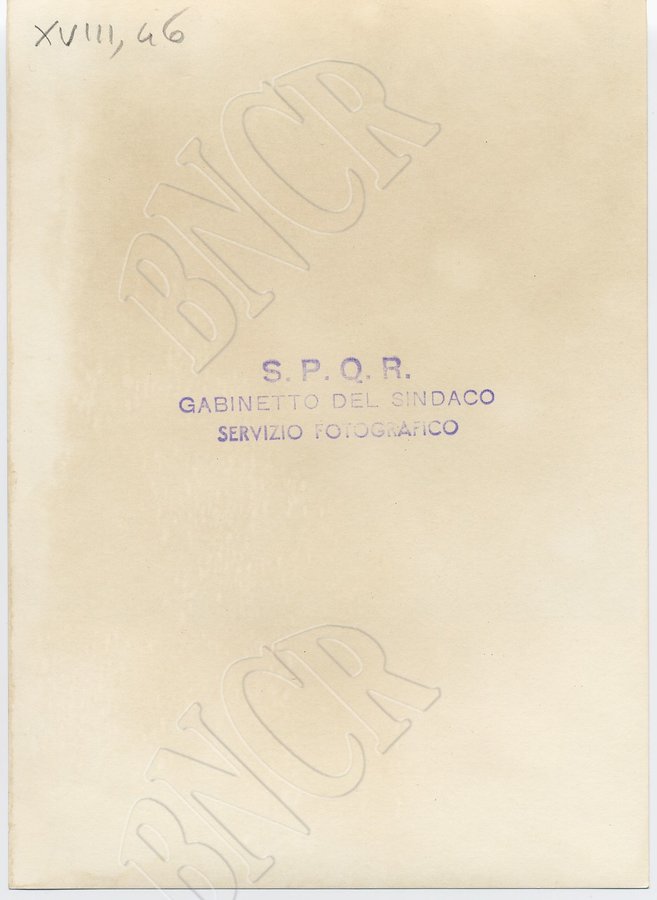 XVIII, 46
BNCR
S. P. Q. R.
GABINETTO DEL SINDACO
SERVIZIO FOTOGRAFICO
BNCR